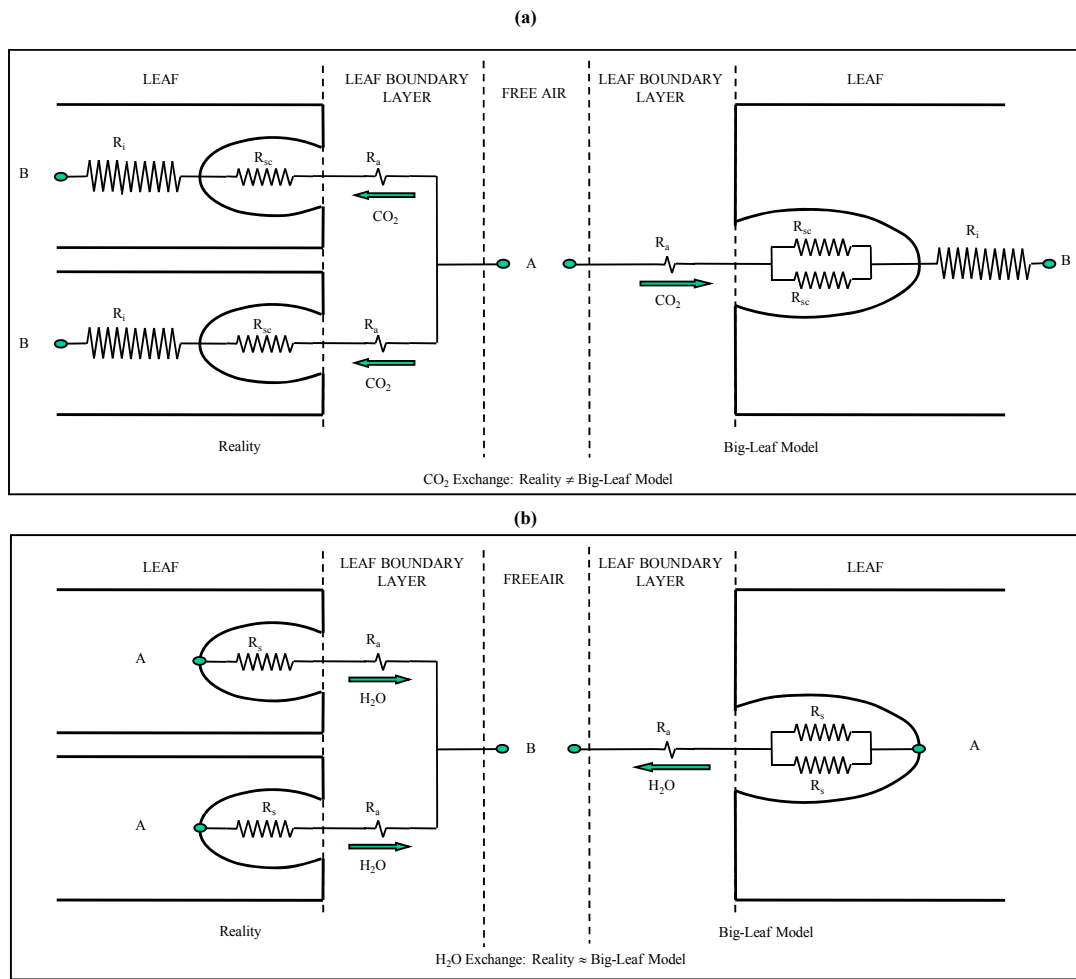 (a)
LEAF
LEAF BOUNDARY
LAYER
FREE AIR
LEAF BOUNDARY
LAYER
LEAF
Ri
Rsc
Ra
B
CO2
Ra
Rsc
Rsc
Ri
A
B
CO2
Ri
Rsc
Ra
B
CO2
Reality
Big-Leaf Model
CO2 Exchange: Reality ≠ Big-Leaf Model
(b)
LEAF
LEAF BOUNDARY
LAYER
FREEAIR
LEAF BOUNDARY
LAYER
LEAF
A
Rs
Ra
H2O
Ra
Rs
Rs
B
A
H2O
A
Rs
Ra
H2O
Reality
Big-Leaf Model
H2O Exchange: Reality ≈ Big-Leaf Model